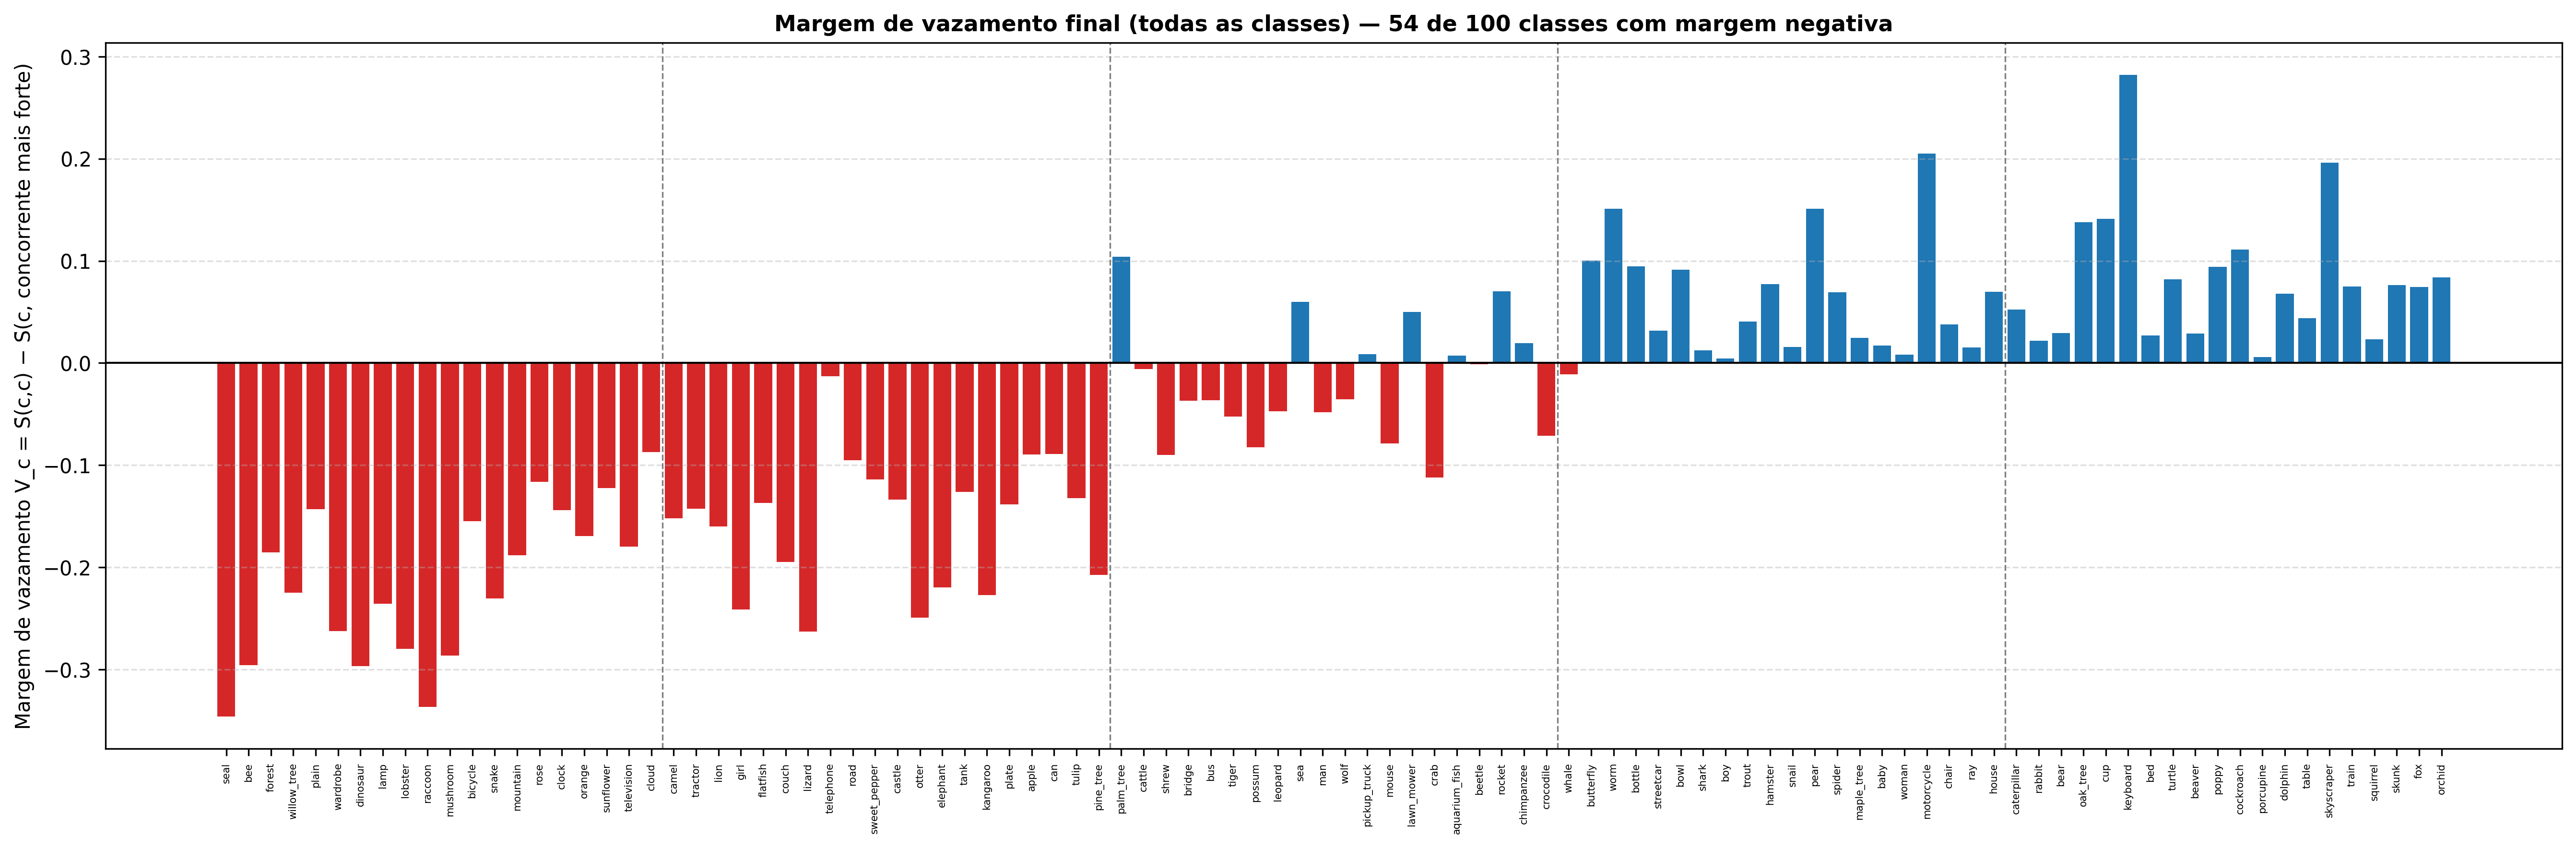 Margem de vazamento final (todas as classes) — 54 de 100 classes com margem negativa
Margem de vazamento V_c = S(c,c) − S(c, concorrente mais forte)
0.3
0.2
0.1
0.0
−0.1
−0.2
−0.3
seal
bee
forest
willow_tree
plain
wardrobe
dinosaur
lamp
lobster
raccoon
mushroom
bicycle
snake
mountain
rose
clock
orange
sunflower
television
cloud
camel
tractor
lion
girl
flatfish
couch
lizard
telephone
road
sweet_pepper
castle
otter
elephant
tank
kangaroo
plate
apple
can
tulip
pine_tree
palm_tree
cattle
shrew
bridge
bus
tiger
possum
leopard
sea
man
wolf
pickup_truck
mouse
lawn_mower
crab
aquarium_fish
beetle
rocket
chimpanzee
crocodile
whale
butterfly
worm
bottle
streetcar
bowl
shark
boy
trout
hamster
snail
pear
spider
maple_tree
baby
woman
motorcycle
chair
ray
house
caterpillar
rabbit
bear
oak_tree
cup
keyboard
bed
turtle
beaver
poppy
cockroach
porcupine
dolphin
table
skyscraper
train
squirrel
skunk
fox
orchid